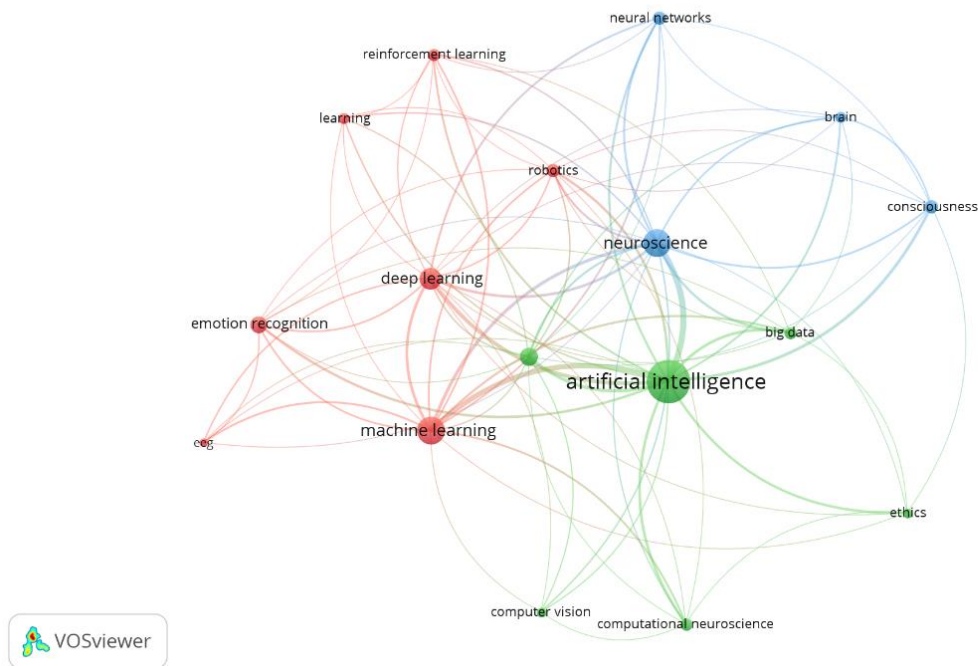 neural networks
reinforcement learning
learning
brain
robotics
consciousness
neuroscience
deep learning
emotion recognition
big data
artificial intelligence
machine learning
eeg
ethics
computer vision
computational neuroscience
VOSviewer